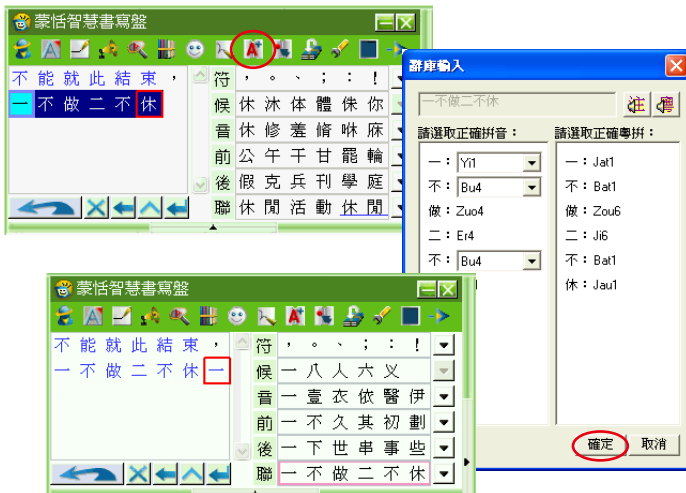 蒙恬智慧書寫盤
不能就此結束，
一不做二不休
符 ， 。 、 ； ： ！
候 休 沐 体 體 侏 你
音 休 修 羞 脩 咻 庥
前 公 午 干 甘 罷 輪
後 假 克 兵 刊 學 庭
聯 休閒 活動 休閒
辭庫輸入
一不做二不休
注 粵
請選取正確拼音： 請選取正確粵拼：
一： Yi1 一：Jat1
不： Bu4 不：Bat1
做：Zuo4 做：Zou6
二：Er4 二：Ji6
不： Bu4 不：Bat1
休：Jau1
確定 取消
蒙恬智慧書寫盤
不能就此結束，
一不做二不休一
符 ， 。 、 ； ： ！
候 一 八 人 六 义
音 一 壹 衣 依 醫 伊
前 一 不 久 其 初 劃
後 一 下 世 串 事 些
聯 一不做二不休